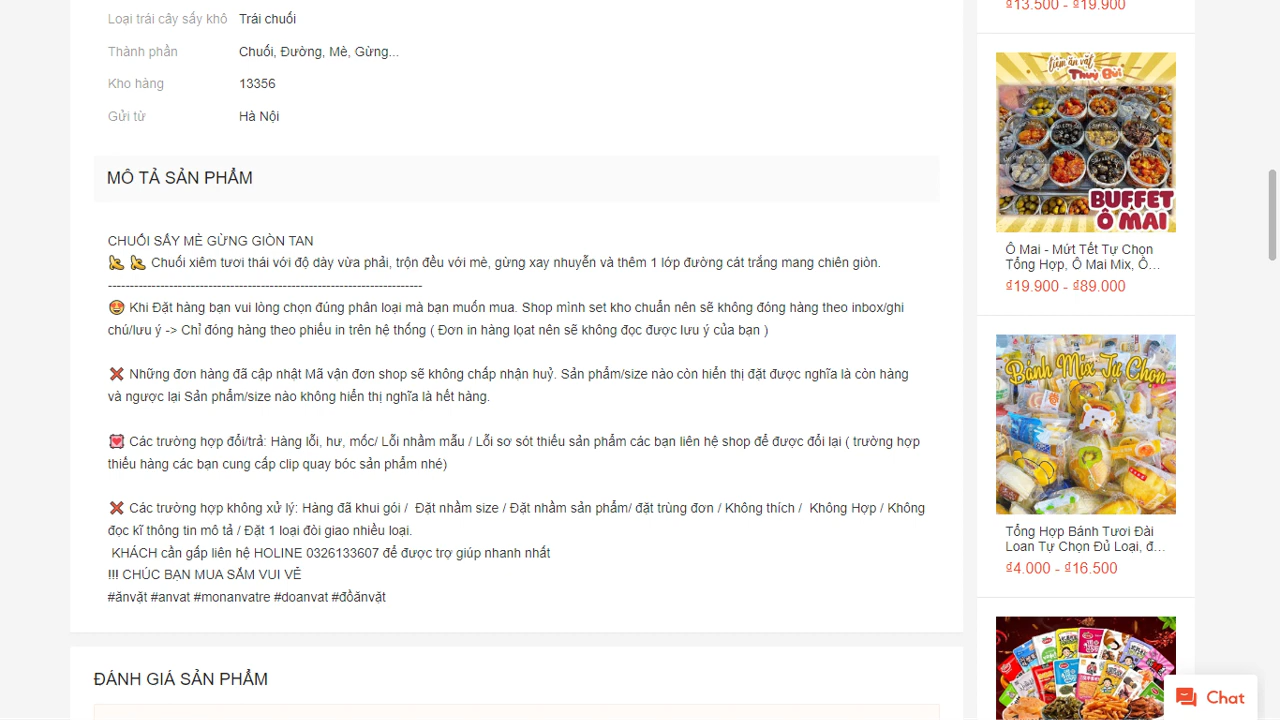 Loại trái cây sấy khô Trái chuối
Thành phần Chuối, Đường, Mè, Gừng...
Kho hàng 13356
Gửi từ Hà Nội
MÔ TẢ SẢN PHẨM
CHUỐI SẤY MÈ GỪNG GIÒN TAN
Chuối xiêm tươi thái với độ dày vừa phải, trộn đều với mè, gừng xay nhuyễn và thêm 1 lớp đường cát trắng mang chiên giòn.
---------------------------------------------------------------------------
Khi Đặt hàng bạn vui lòng chọn đúng phân loại mà bạn muốn mua. Shop mình set kho chuẩn nên sẽ không đóng hàng theo inbox/ghi
chú/lưu ý -> Chỉ đóng hàng theo phiếu in trên hệ thống ( Đơn in hàng lọat nên sẽ không đọc được lưu ý của bạn )
Những đơn hàng đã cập nhật Mã vận đơn shop sẽ không chấp nhận huỷ. Sản phẩm/size nào còn hiển thị đặt được nghĩa là còn hàng
và ngược lại Sản phẩm/size nào không hiển thị nghĩa là hết hàng.
Các trường hợp đổi/trả: Hàng lỗi, hư, mốc/ Lỗi nhầm mẫu / Lỗi sơ sót thiếu sản phẩm các bạn liên hệ shop để được đổi lại ( trường hợp
thiếu hàng các bạn cung cấp clip quay bóc sản phẩm nhé)
Các trường hợp không xử lý: Hàng đã khui gói / Đặt nhầm size / Đặt nhầm sản phẩm/ đặt trùng đơn / Không thích / Không Hợp / Không
đọc kĩ thông tin mô tả / Đặt 1 loại đòi giao nhiều loại.
KHÁCH cần gấp liên hệ HOLINE 0326133607 để được trợ giúp nhanh nhất
!!! CHÚC BẠN MUA SẮM VUI VẺ
#ănvặt #anvat #monanvatre #doanvat #đồănvặt
ĐÁNH GIÁ SẢN PHẨM
₫13.500 - ₫19.900
tiệm ăn vặt
Thuỳ Bùi
BUFFET
Ô MAI
Ô Mai - Mứt Tết Tự Chọn
Tổng Hợp, Ô Mai Mix, Ô...
₫19.900 - ₫89.000
Bánh Mix Tự Chọn
Tổng Hợp Bánh Tươi Đài
Loan Tự Chọn Đủ Loại, đ...
₫4.000 - ₫16.500
Chat